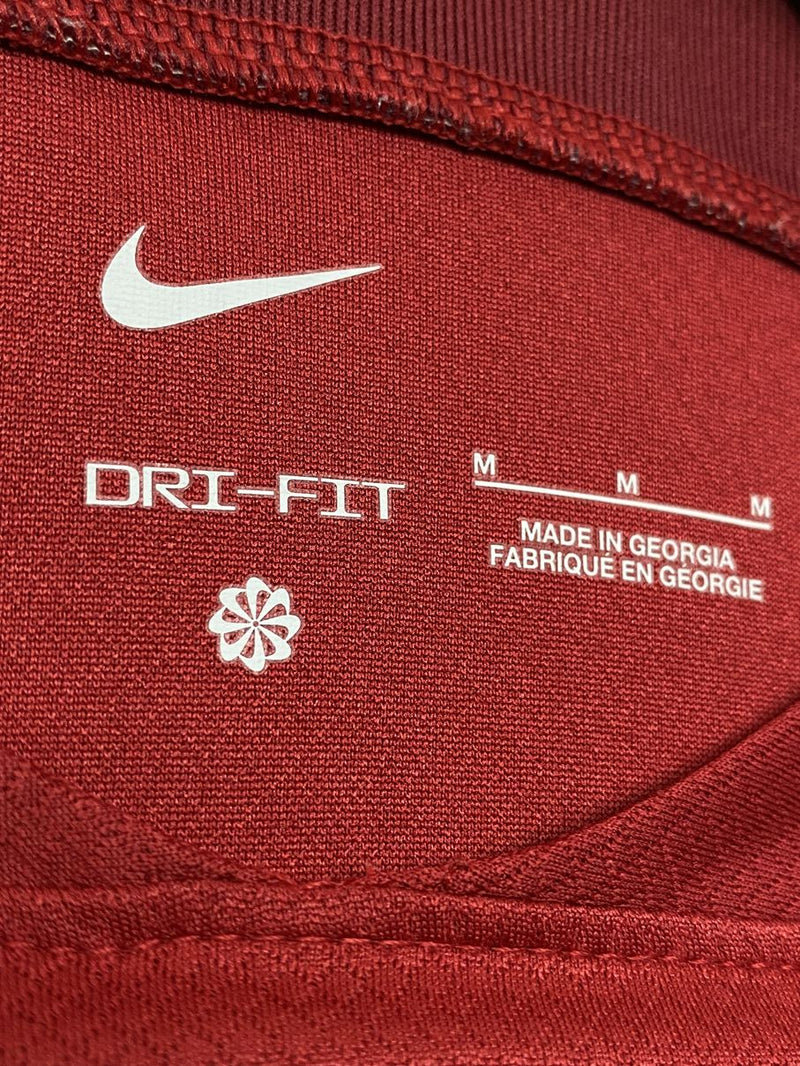 DRI-FIT
M M M
MADE IN GEORGIA
FABRIQUÉ EN GÉORGIE